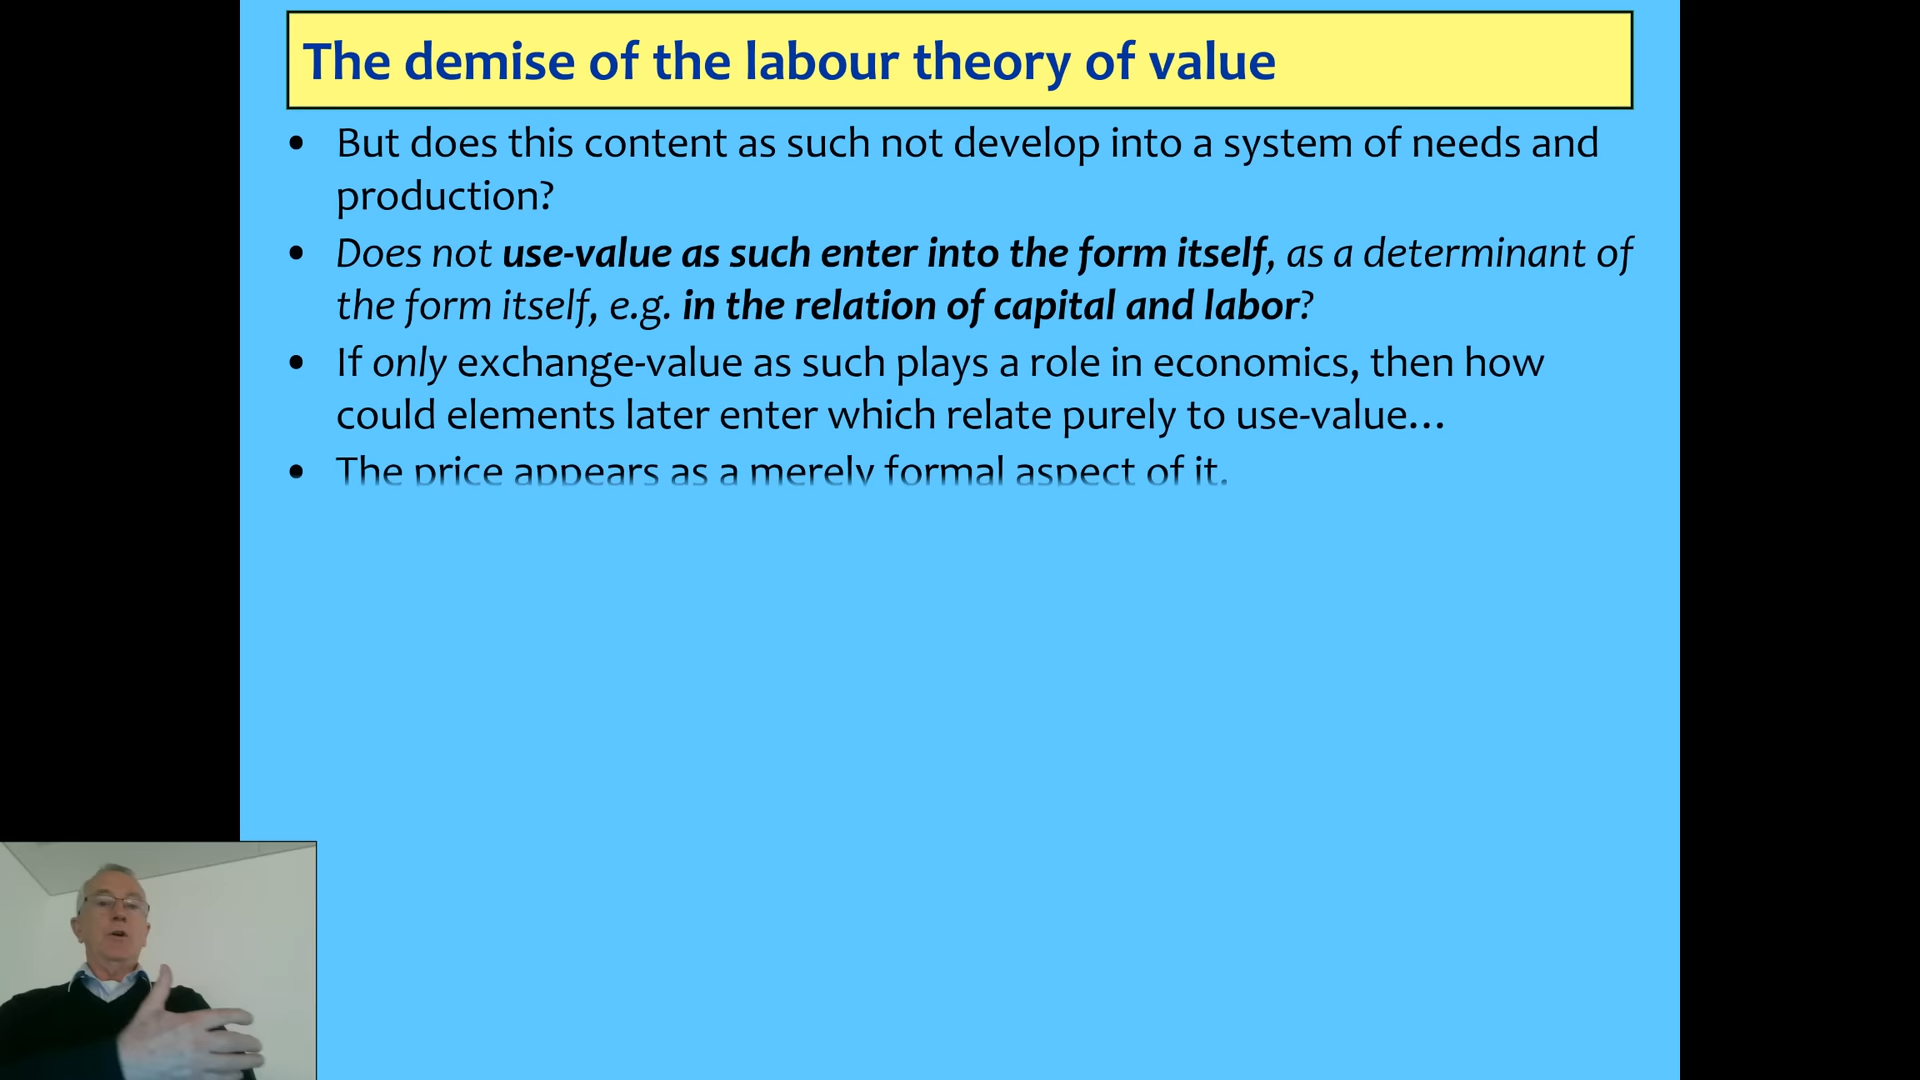 The demise of the labour theory of value
• But does this content as such not develop into a system of needs and
production?
• Does not use-value as such enter into the form itself, as a determinant of
the form itself, e.g. in the relation of capital and labor?
• If only exchange-value as such plays a role in economics, then how
could elements later enter which relate purely to use-value…
• The price appears as a merely formal aspect of it.